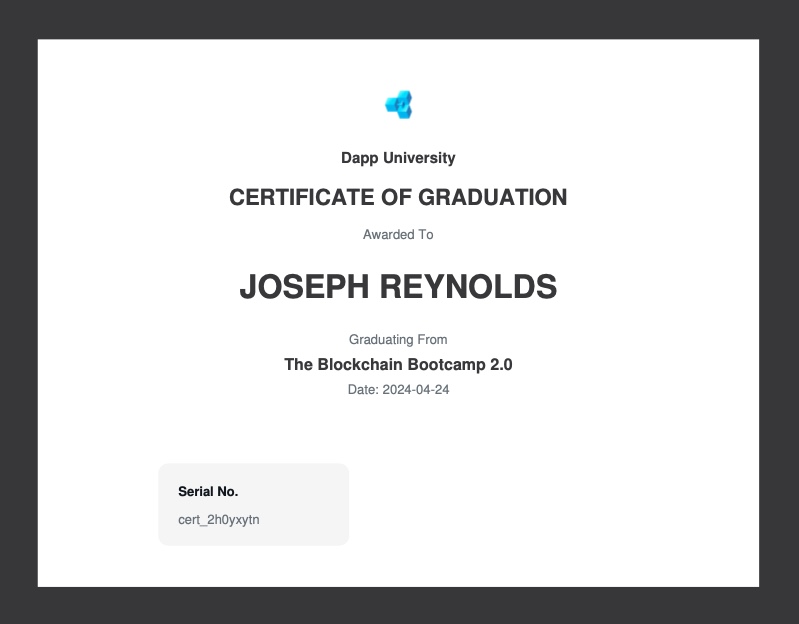 Dapp University
CERTIFICATE OF GRADUATION
Awarded To
JOSEPH REYNOLDS
Graduating From
The Blockchain Bootcamp 2.0
Date: 2024-04-24
Serial No.
cert_2h0yxytn